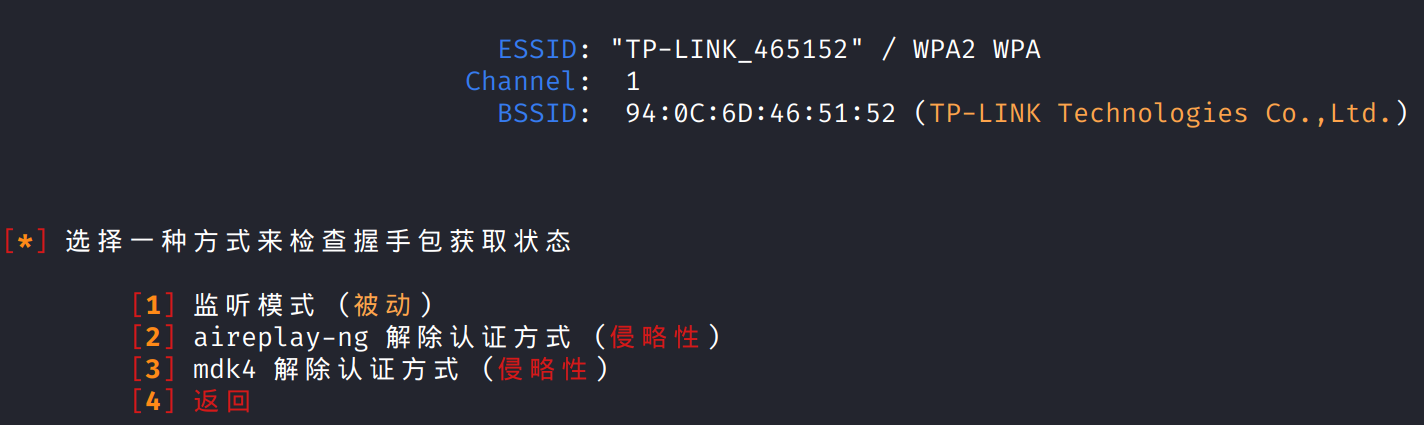 ESSID: "TP-LINK_465152" / WPA2 WPA
Channel: 1
BSSID: 94:0C:6D:46:51:52 (TP-LINK Technologies Co.,Ltd.)
[*] 选择一种方式来检查握手包获取状态
[1] 监听模式 (被动)
[2] aireplay-ng 解除认证方式 (侵略性)
[3] mdk4 解除认证方式 (侵略性)
[4] 返回